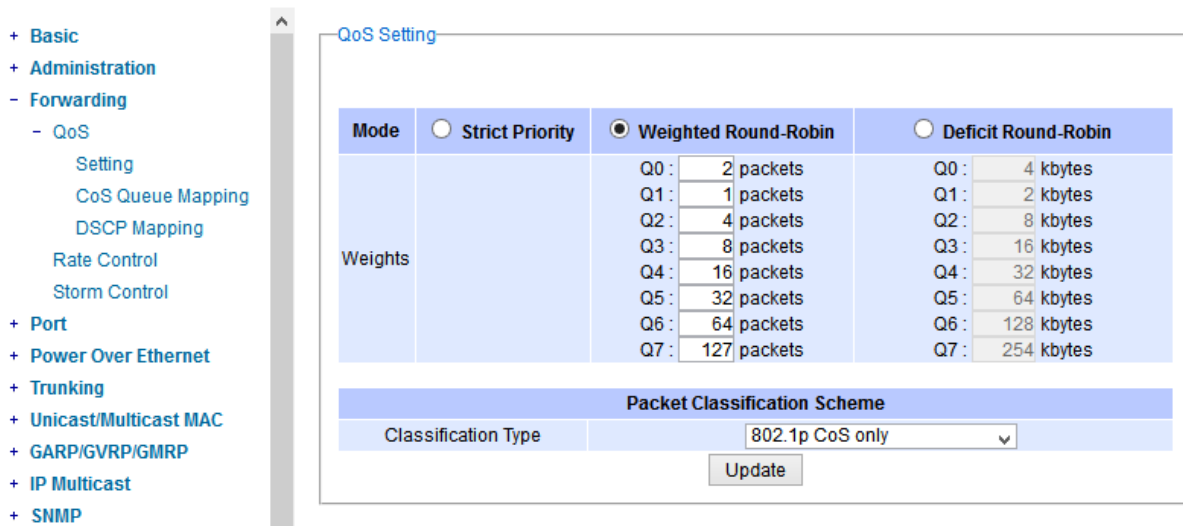 + Basic
+ Administration
- Forwarding
- QoS
Setting
CoS Queue Mapping
DSCP Mapping
Rate Control
Storm Control
+ Port
+ Power Over Ethernet
+ Trunking
+ Unicast/Multicast MAC
+ GARP/GVRP/GMRP
+ IP Multicast
+ SNMP
QoS Setting
Mode Strict Priority Weighted Round-Robin Deficit Round-Robin
Weights
Q0 : 2 packets Q0 : 4 kbytes
Q1 : 1 packets Q1 : 2 kbytes
Q2 : 4 packets Q2 : 8 kbytes
Q3 : 8 packets Q3 : 16 kbytes
Q4 : 16 packets Q4 : 32 kbytes
Q5 : 32 packets Q5 : 64 kbytes
Q6 : 64 packets Q6 : 128 kbytes
Q7 : 127 packets Q7 : 254 kbytes
Packet Classification Scheme
Classification Type 802.1p CoS only
Update